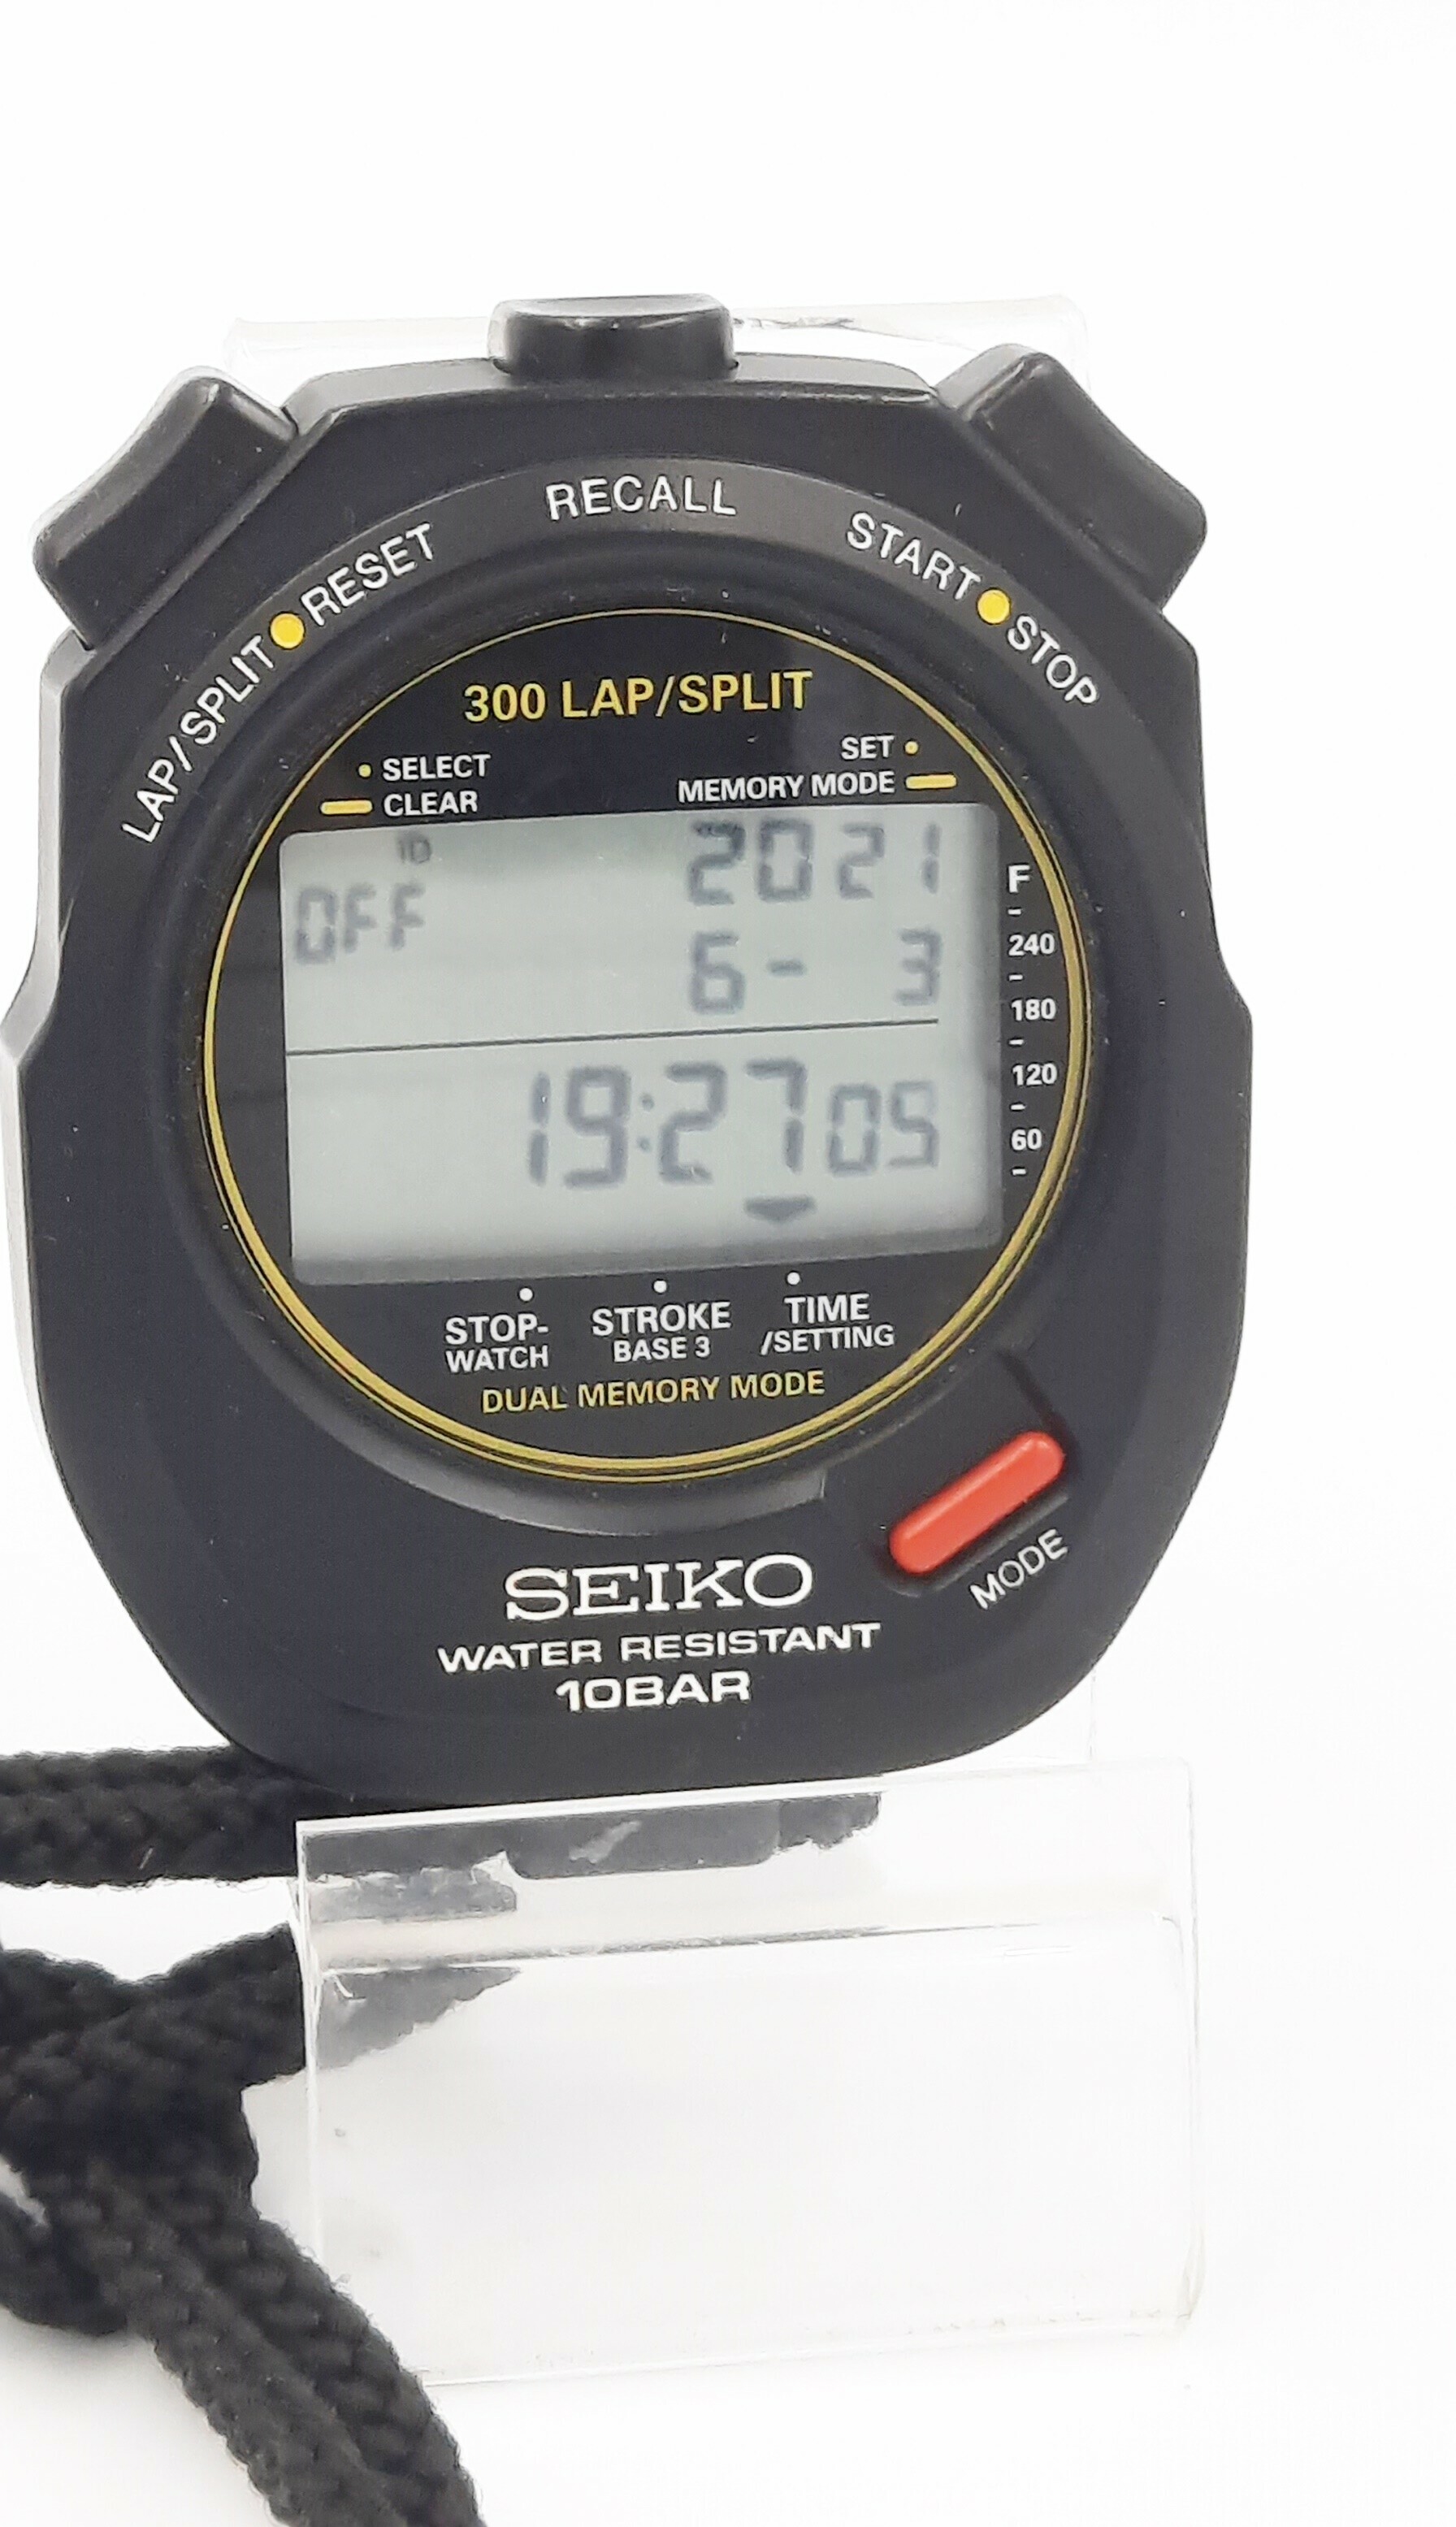 RECALL
LAP/SPLIT RESET
START STOP
300 LAP/SPLIT
SELECT
CLEAR
SET
MEMORY MODE
ID
OFF
2021
6- 3
19:27 05
F
240
180
120
60
STOP-
WATCH
STROKE
BASE 3
TIME
/SETTING
DUAL MEMORY MODE
MODE
SEIKO
WATER RESISTANT
10BAR